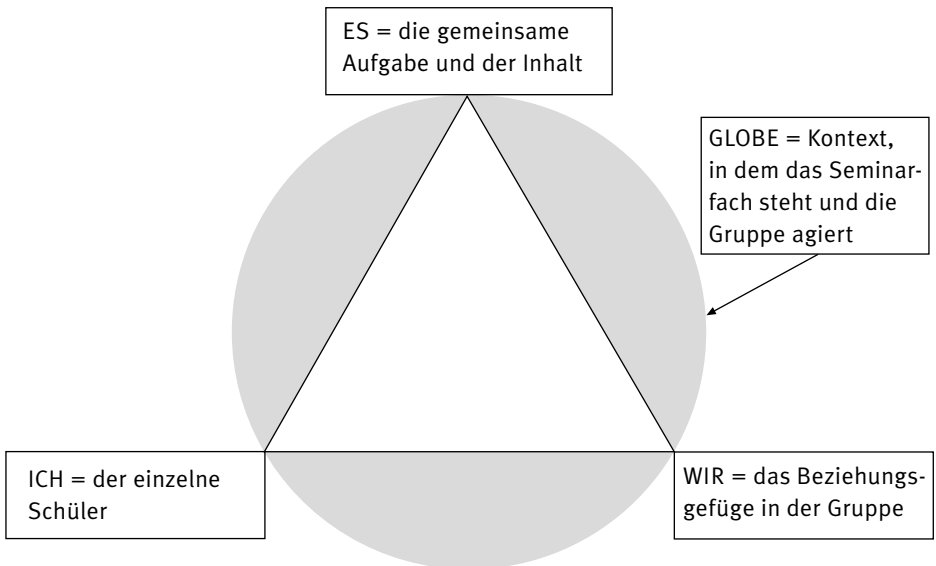 ES = die gemeinsame
Aufgabe und der Inhalt
GLOBE = Kontext,
in dem das Seminar-
fach steht und die
Gruppe agiert
ICH = der einzelne
Schüler
WIR = das Beziehungs-
gefüge in der Gruppe